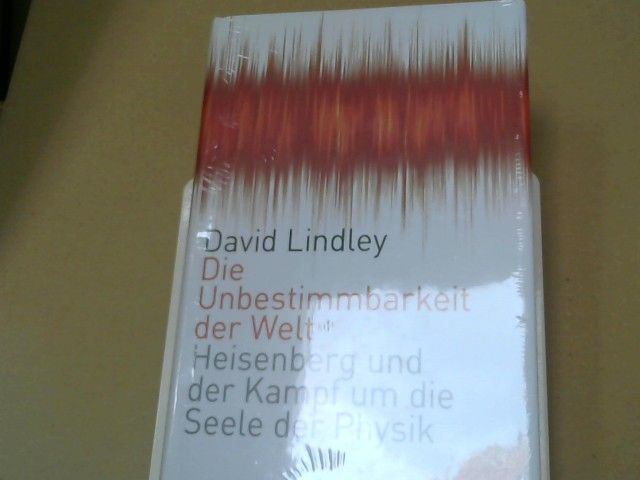 David Lindley
Die
Unbestimmbarkeit
der Welt
Heisenberg und
der Kampf um die
Seele der Physik